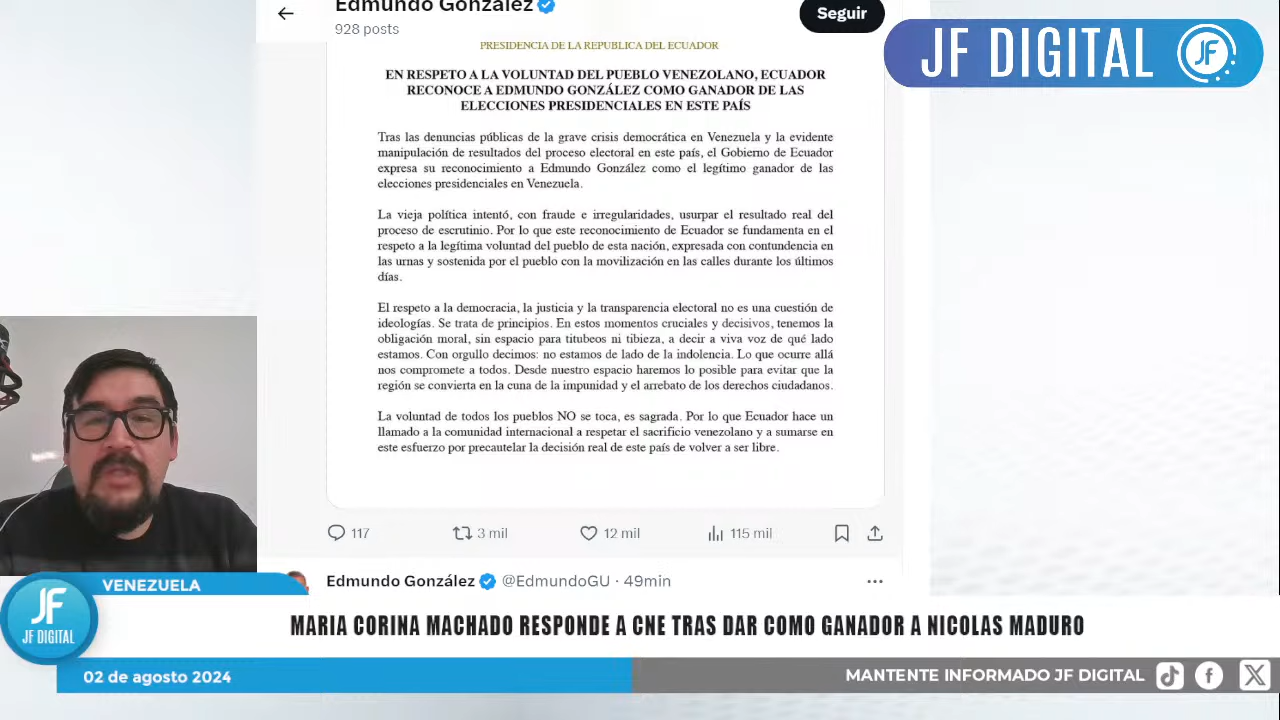 Edmundo González
928 posts
Seguir
JF DIGITAL
JF
PRESIDENCIA DE LA REPUBLICA DEL ECUADOR
EN RESPETO A LA VOLUNTAD DEL PUEBLO VENEZOLANO, ECUADOR
RECONOCE A EDMUNDO GONZÁLEZ COMO GANADOR DE LAS
ELECCIONES PRESIDENCIALES EN ESTE PAÍS
Tras las denuncias públicas de la grave crisis democrática en Venezuela y la evidente
manipulación de resultados del proceso electoral en este país, el Gobierno de Ecuador
expresa su reconocimiento a Edmundo González como el legítimo ganador de las
elecciones presidenciales en Venezuela.
La vieja política intentó, con fraude e irregularidades, usurpar el resultado real del
proceso de escrutinio. Por lo que este reconocimiento de Ecuador se fundamenta en el
respeto a la legítima voluntad del pueblo de esta nación, expresada con contundencia en
las urnas y sostenida por el pueblo con la movilización en las calles durante los últimos
días.
El respeto a la democracia, la justicia y la transparencia electoral no es una cuestión de
ideologías. Se trata de principios. En estos momentos cruciales y decisivos, tenemos la
obligación moral, sin espacio para titubeos ni tibieza, a decir a viva voz de qué lado
estamos. Con orgullo decimos: no estamos de lado de la indolencia. Lo que ocurre allá
nos compromete a todos. Desde nuestro espacio haremos lo posible para evitar que la
región se convierta en la cuna de la impunidad y el arrebato de los derechos ciudadanos.
La voluntad de todos los pueblos NO se toca, es sagrada. Por lo que Ecuador hace un
llamado a la comunidad internacional a respetar el sacrificio venezolano y a sumarse en
este esfuerzo por precautelar la decisión real de este país de volver a ser libre.
117 3 mil 12 mil 115 mil
Edmundo González @EdmundoGU · 49min
VENEZUELA
JF
JF DIGITAL
MARIA CORINA MACHADO RESPONDE A CNE TRAS DAR COMO GANADOR A NICOLAS MADURO
02 de agosto 2024
MANTENTE INFORMADO JF DIGITAL